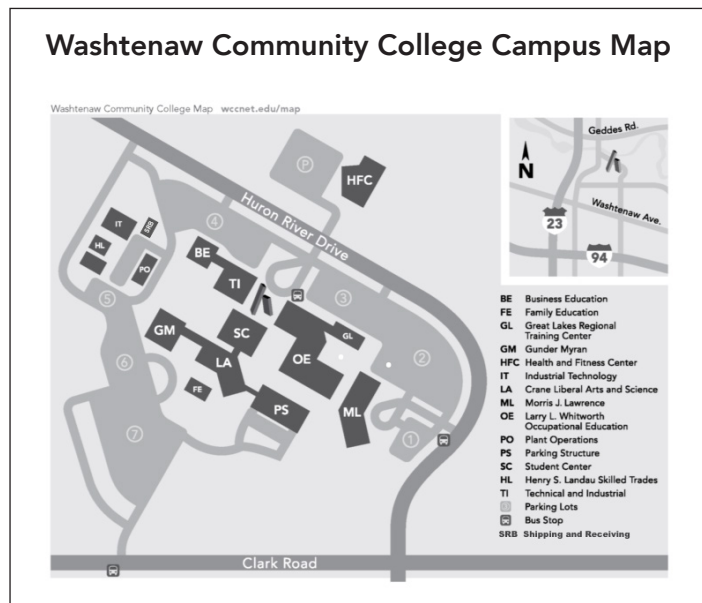 Washtenaw Community College Campus Map
Washtenaw Community College Map wccnet.edu/map
P
HFC
Huron River Drive
4
IT
SRB
HL
PO
BE
TI
5
3
GM
SC
GL
LA
OE
2
6
FE
PS
ML
7
1
Clark Road
Geddes Rd.
N
Washtenaw Ave.
23
94
BE Business Education
FE Family Education
GL Great Lakes Regional
Training Center
GM Gunder Myran
HFC Health and Fitness Center
IT Industrial Technology
LA Crane Liberal Arts and Science
ML Morris J. Lawrence
OE Larry L. Whitworth
Occupational Education
PO Plant Operations
PS Parking Structure
SC Student Center
HL Henry S. Landau Skilled Trades
TI Technical and Industrial
Parking Lots
Bus Stop
SRB Shipping and Receiving